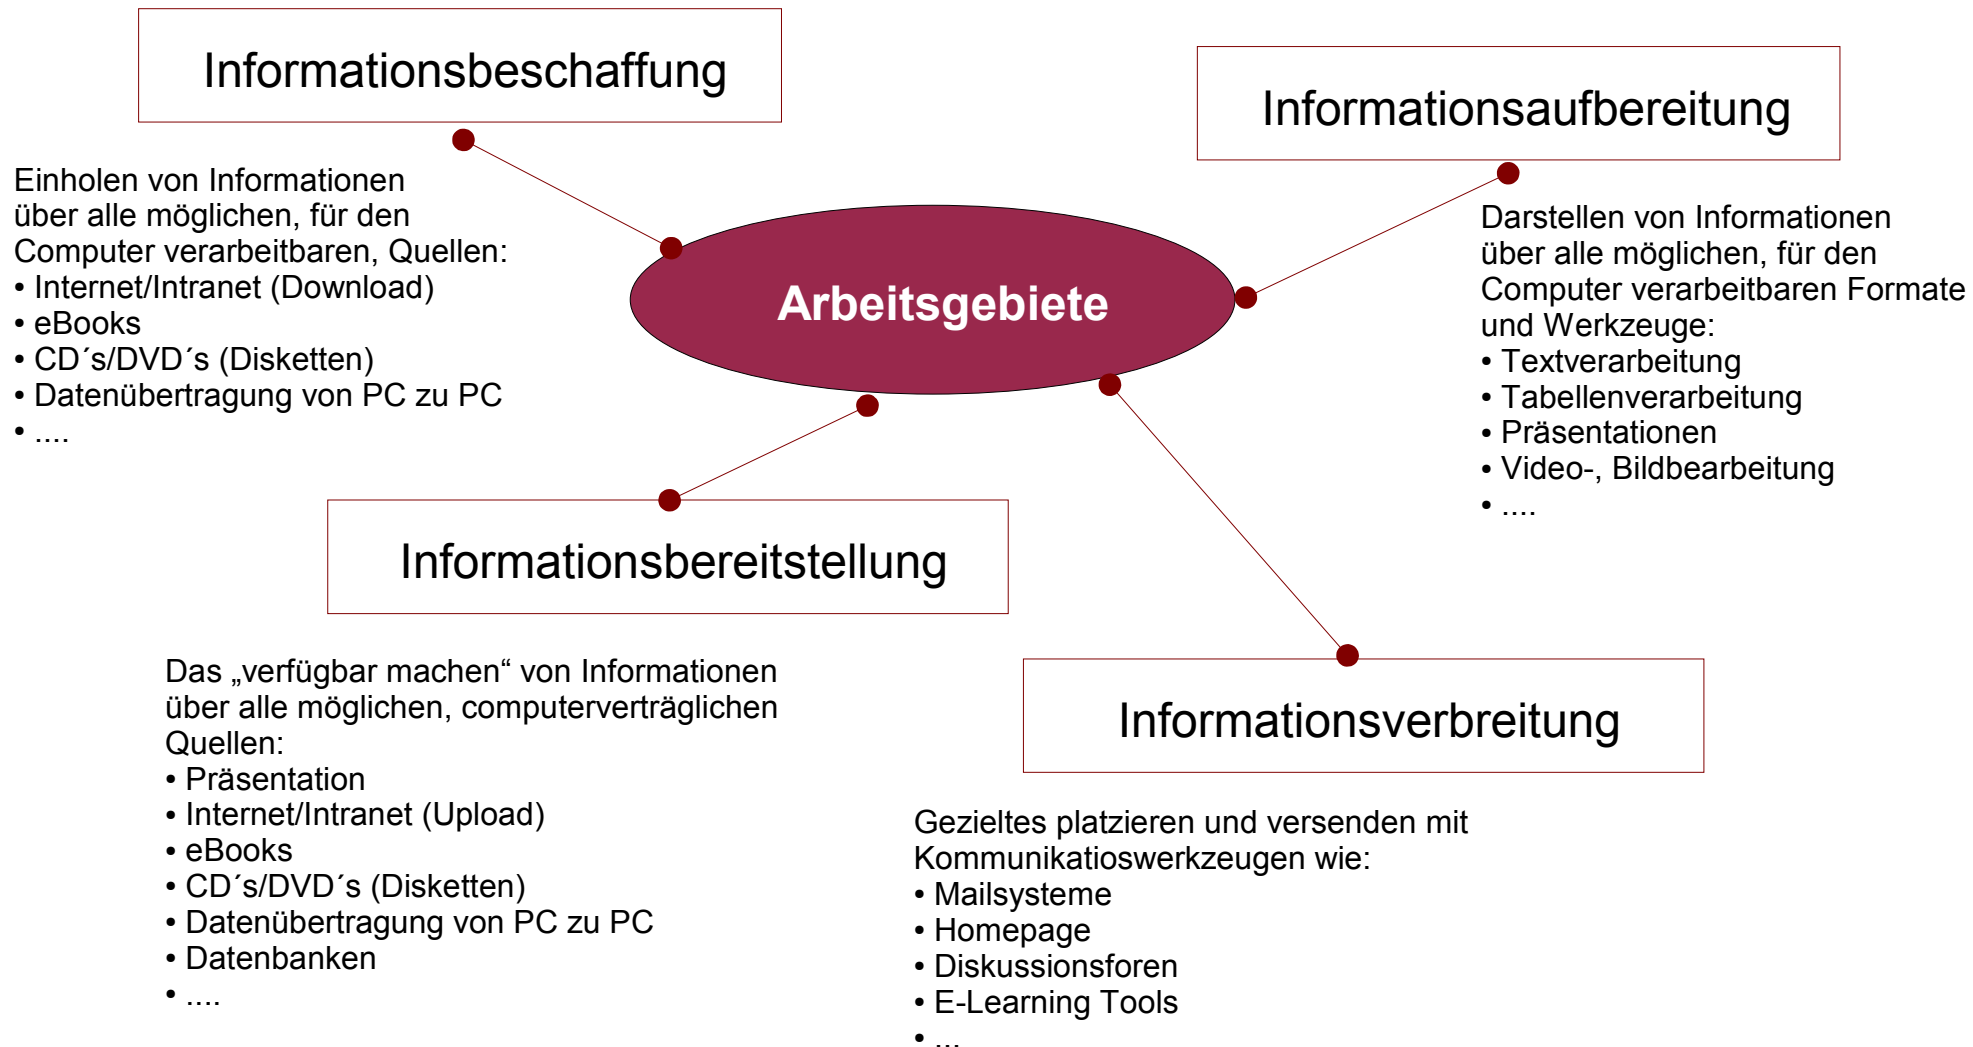 Informationsbeschaffung
Einholen von Informationen
über alle möglichen, für den
Computer verarbeitbaren, Quellen:
• Internet/Intranet (Download)
• eBooks
• CD´s/DVD´s (Disketten)
• Datenübertragung von PC zu PC
• ....
Informationsaufbereitung
Darstellen von Informationen
über alle möglichen, für den
Computer verarbeitbaren Formate
und Werkzeuge:
• Textverarbeitung
• Tabellenverarbeitung
• Präsentationen
• Video-, Bildbearbeitung
• ....
Arbeitsgebiete
Informationsbereitstellung
Das „verfügbar machen“ von Informationen
über alle möglichen, computerverträglichen
Quellen:
• Präsentation
• Internet/Intranet (Upload)
• eBooks
• CD´s/DVD´s (Disketten)
• Datenübertragung von PC zu PC
• Datenbanken
• ....
Informationsverbreitung
Gezieltes platzieren und versenden mit
Kommunikatioswerkzeugen wie:
• Mailsysteme
• Homepage
• Diskussionsforen
• E-Learning Tools
• ...